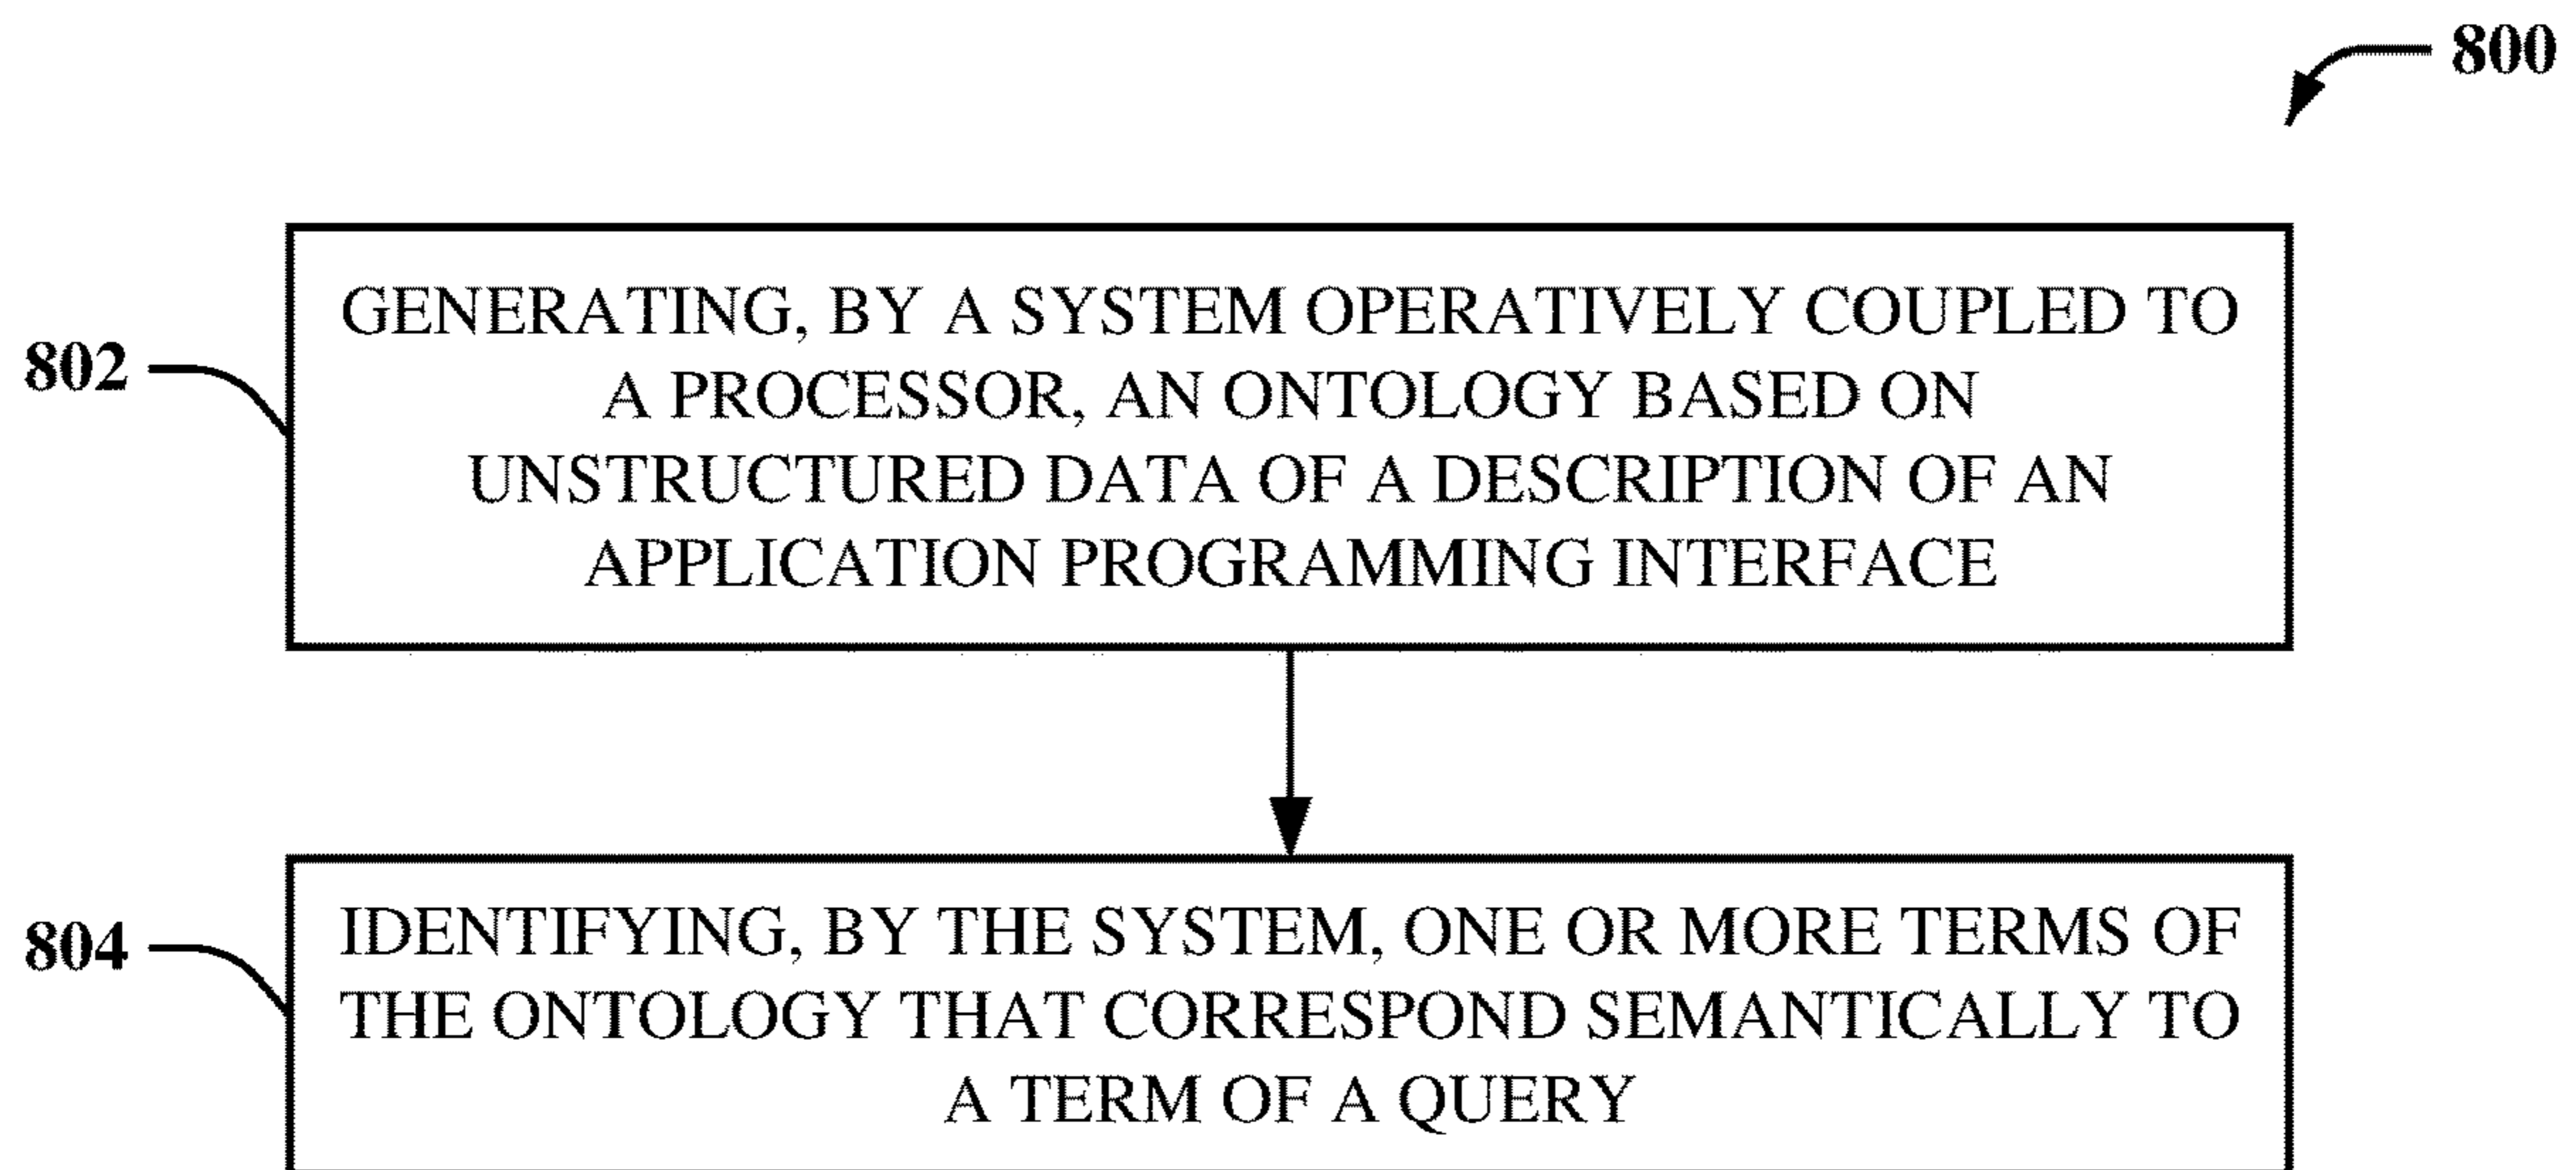 800
802
GENERATING, BY A SYSTEM OPERATIVELY COUPLED TO
A PROCESSOR, AN ONTOLOGY BASED ON
UNSTRUCTURED DATA OF A DESCRIPTION OF AN
APPLICATION PROGRAMMING INTERFACE
804
IDENTIFYING, BY THE SYSTEM, ONE OR MORE TERMS OF
THE ONTOLOGY THAT CORRESPOND SEMANTICALLY TO
A TERM OF A QUERY